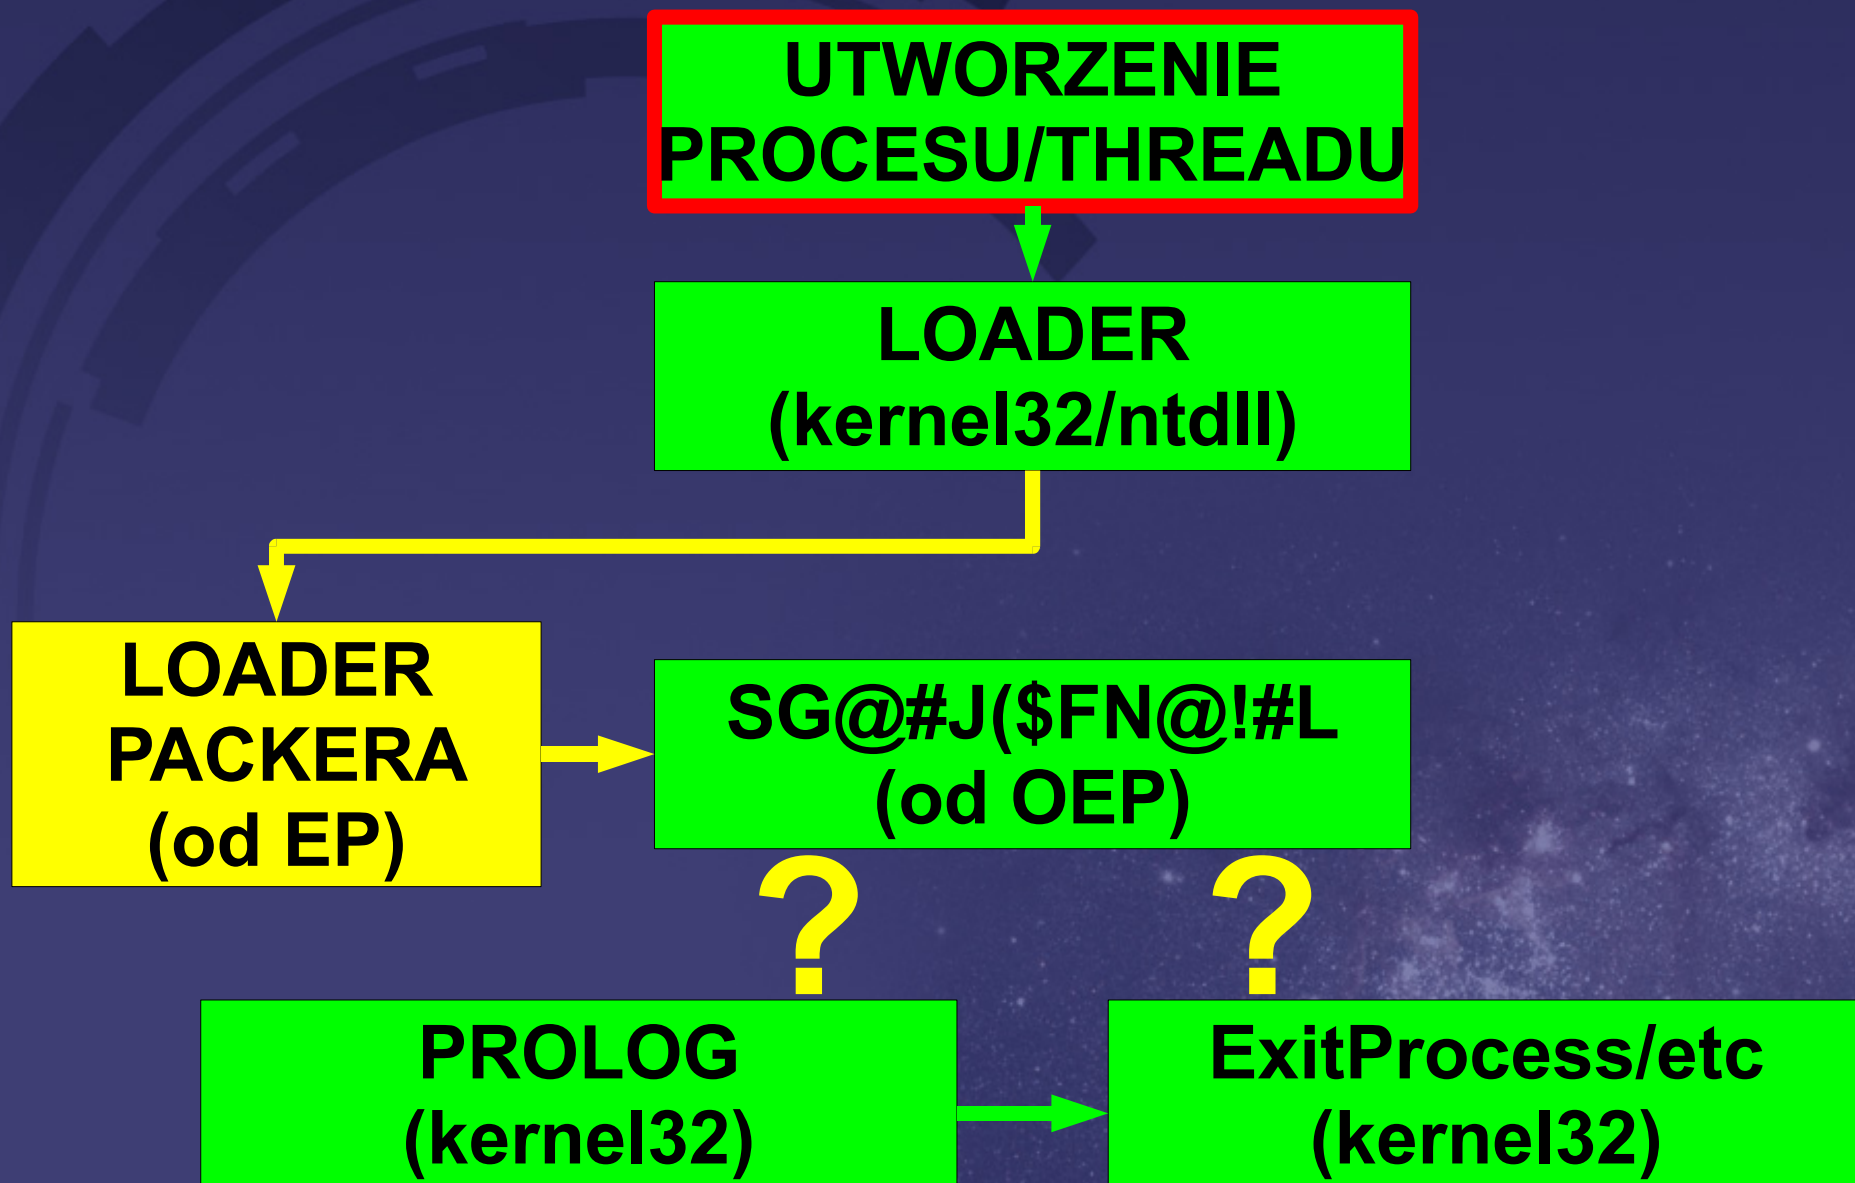 UTWORZENIE
PROCESU/THREADU
LOADER
(kernel32/ntdll)
LOADER
PACKERA
(od EP)
SG@#J($FN@!#L
(od OEP)
?
?
PROLOG
(kernel32)
ExitProcess/etc
(kernel32)